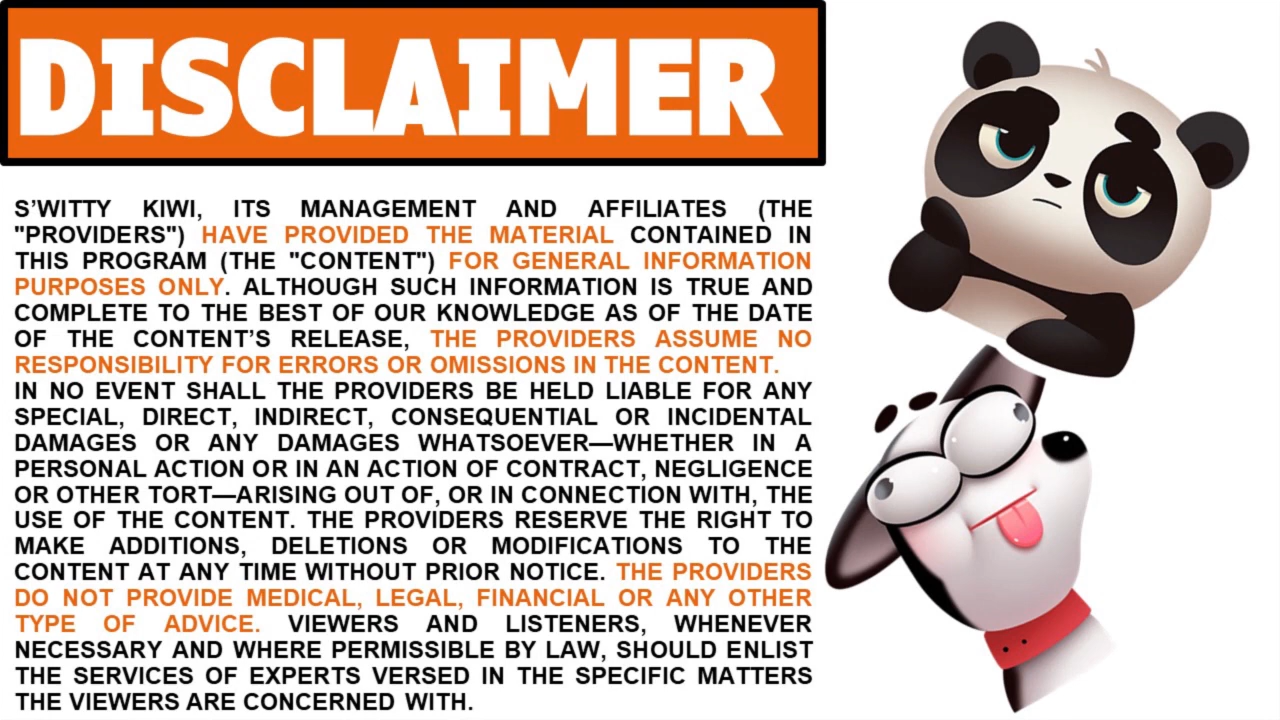 DISCLAIMER
S’WITTY KIWI, ITS MANAGEMENT AND AFFILIATES (THE
"PROVIDERS") HAVE PROVIDED THE MATERIAL CONTAINED IN
THIS PROGRAM (THE "CONTENT") FOR GENERAL INFORMATION
PURPOSES ONLY. ALTHOUGH SUCH INFORMATION IS TRUE AND
COMPLETE TO THE BEST OF OUR KNOWLEDGE AS OF THE DATE
OF THE CONTENT’S RELEASE, THE PROVIDERS ASSUME NO
RESPONSIBILITY FOR ERRORS OR OMISSIONS IN THE CONTENT.
IN NO EVENT SHALL THE PROVIDERS BE HELD LIABLE FOR ANY
SPECIAL, DIRECT, INDIRECT, CONSEQUENTIAL OR INCIDENTAL
DAMAGES OR ANY DAMAGES WHATSOEVER—WHETHER IN A
PERSONAL ACTION OR IN AN ACTION OF CONTRACT, NEGLIGENCE
OR OTHER TORT—ARISING OUT OF, OR IN CONNECTION WITH, THE
USE OF THE CONTENT. THE PROVIDERS RESERVE THE RIGHT TO
MAKE ADDITIONS, DELETIONS OR MODIFICATIONS TO THE
CONTENT AT ANY TIME WITHOUT PRIOR NOTICE. THE PROVIDERS
DO NOT PROVIDE MEDICAL, LEGAL, FINANCIAL OR ANY OTHER
TYPE OF ADVICE. VIEWERS AND LISTENERS, WHENEVER
NECESSARY AND WHERE PERMISSIBLE BY LAW, SHOULD ENLIST
THE SERVICES OF EXPERTS VERSED IN THE SPECIFIC MATTERS
THE VIEWERS ARE CONCERNED WITH.